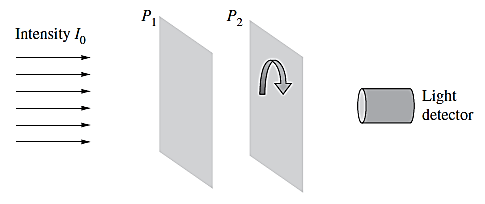 Intensity I₀
P₁
P₂
Light
detector